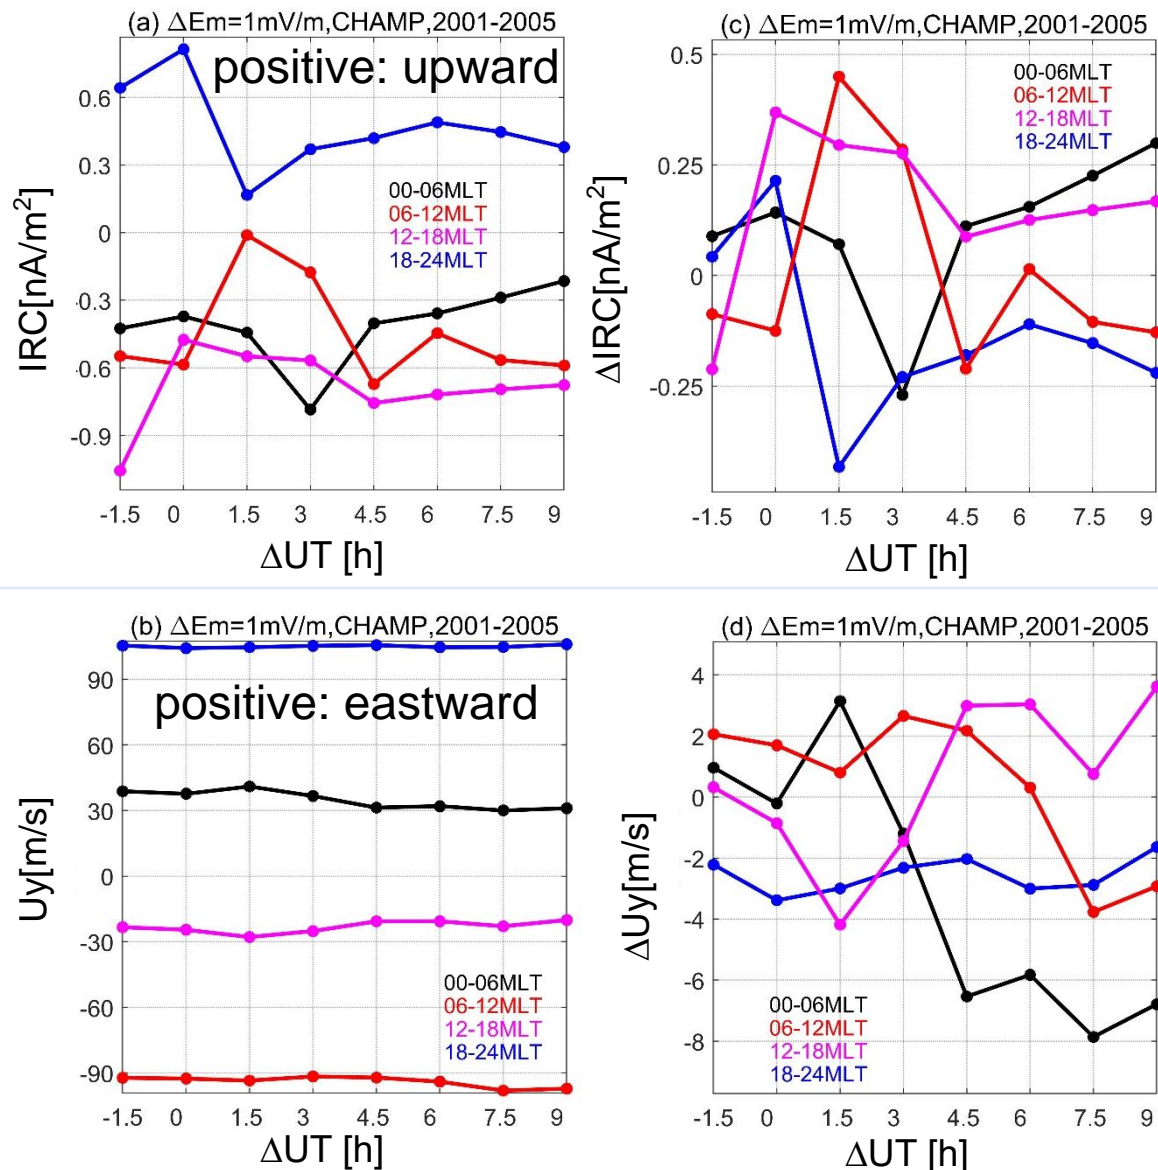 (a) ΔEm=1mV/m,CHAMP,2001-2005
positive: upward
0.6
0.3
0
-0.3
-0.6
-0.9
IRC[nA/m²]
00-06MLT
06-12MLT
12-18MLT
18-24MLT
-1.5 0 1.5 3 4.5 6 7.5 9
ΔUT [h]
(c) ΔEm=1mV/m,CHAMP,2001-2005
0.5
0.25
0
-0.25
ΔIRC[nA/m²]
00-06MLT
06-12MLT
12-18MLT
18-24MLT
-1.5 0 1.5 3 4.5 6 7.5 9
ΔUT [h]
(b) ΔEm=1mV/m,CHAMP,2001-2005
positive: eastward
90
60
30
0
-30
-60
-90
Uy[m/s]
00-06MLT
06-12MLT
12-18MLT
18-24MLT
-1.5 0 1.5 3 4.5 6 7.5 9
ΔUT [h]
(d) ΔEm=1mV/m,CHAMP,2001-2005
4
2
0
-2
-4
-6
-8
ΔUy[m/s]
00-06MLT
06-12MLT
12-18MLT
18-24MLT
-1.5 0 1.5 3 4.5 6 7.5 9
ΔUT [h]